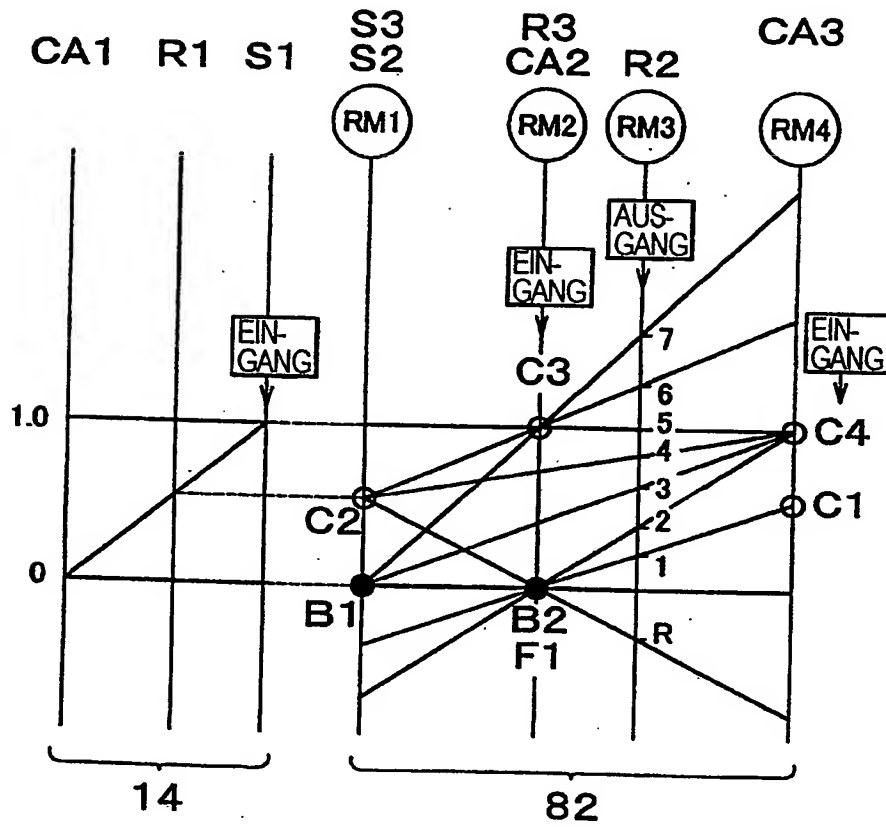 S3 R3 CA3
CA1 R1 S1 S2 CA2 R2
RM1 RM2 RM3 RM4
AUS-
GANG
EIN-
GANG
EIN-
GANG
EIN-
GANG
7
C3
6
1.0
5
C4
4
3
C2
C1
2
1
0
B1
B2
R
F1
14
82